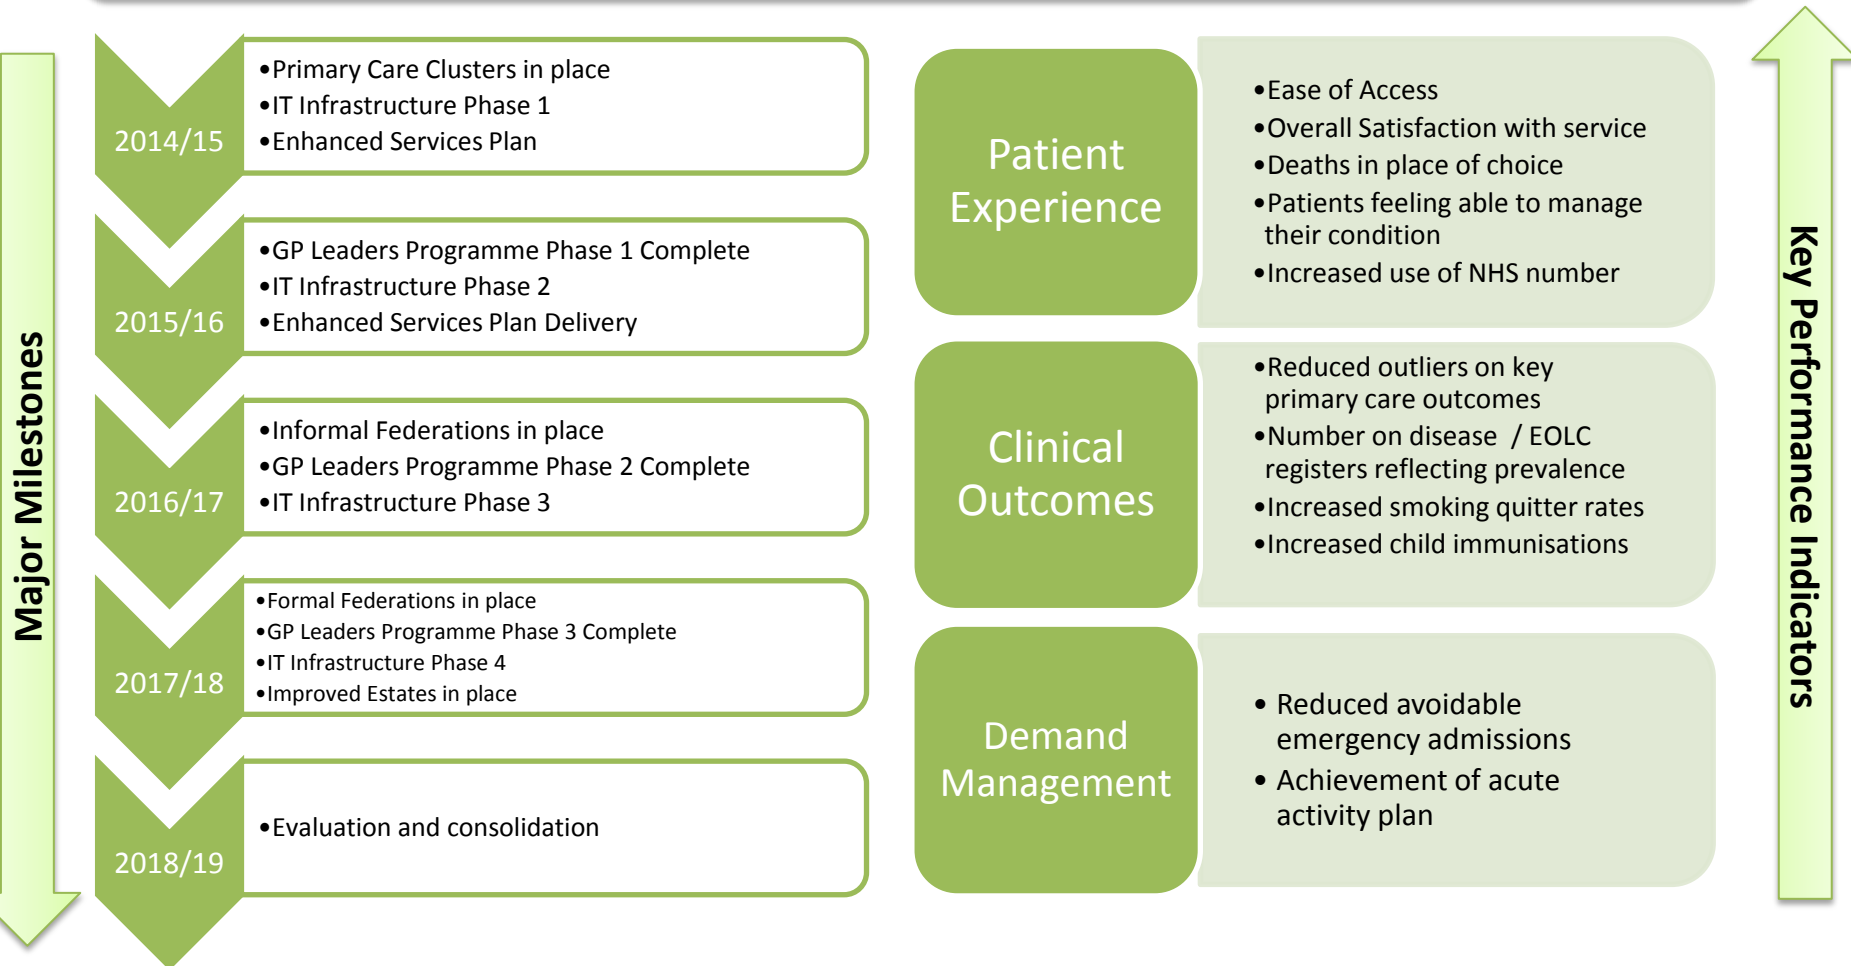 Major Milestones
2014/15
•Primary Care Clusters in place
•IT Infrastructure Phase 1
•Enhanced Services Plan
2015/16
•GP Leaders Programme Phase 1 Complete
•IT Infrastructure Phase 2
•Enhanced Services Plan Delivery
2016/17
•Informal Federations in place
•GP Leaders Programme Phase 2 Complete
•IT Infrastructure Phase 3
2017/18
•Formal Federations in place
•GP Leaders Programme Phase 3 Complete
•IT Infrastructure Phase 4
•Improved Estates in place
2018/19
•Evaluation and consolidation
Patient
Experience
•Ease of Access
•Overall Satisfaction with service
•Deaths in place of choice
•Patients feeling able to manage
their condition
•Increased use of NHS number
Clinical
Outcomes
•Reduced outliers on key
primary care outcomes
•Number on disease / EOLC
registers reflecting prevalence
•Increased smoking quitter rates
•Increased child immunisations
Demand
Management
• Reduced avoidable
emergency admissions
• Achievement of acute
activity plan
Key Performance Indicators